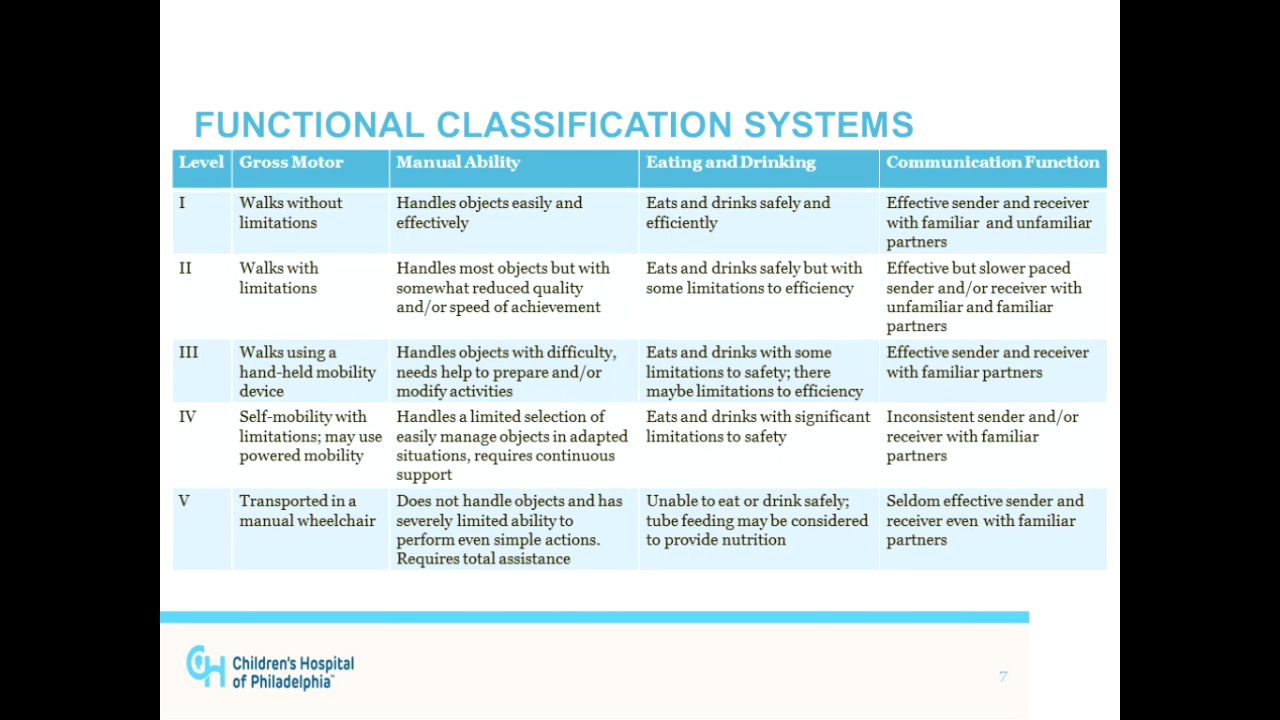 FUNCTIONAL CLASSIFICATION SYSTEMS
Level Gross Motor Manual Ability Eating and Drinking Communication Function
I
Walks without
limitations
Handles objects easily and
effectively
Eats and drinks safely and
efficiently
Effective sender and receiver
with familiar and unfamiliar
partners
II
Walks with
limitations
Handles most objects but with
somewhat reduced quality
and/or speed of achievement
Eats and drinks safely but with
some limitations to efficiency
Effective but slower paced
sender and/or receiver with
unfamiliar and familiar
partners
III
Walks using a
hand-held mobility
device
Handles objects with difficulty,
needs help to prepare and/or
modify activities
Eats and drinks with some
limitations to safety; there
maybe limitations to efficiency
Effective sender and receiver
with familiar partners
IV
Self-mobility with
limitations; may use
powered mobility
Handles a limited selection of
easily manage objects in adapted
situations, requires continuous
support
Eats and drinks with significant
limitations to safety
Inconsistent sender and/or
receiver with familiar
partners
V
Transported in a
manual wheelchair
Does not handle objects and has
severely limited ability to
perform even simple actions.
Requires total assistance
Unable to eat or drink safely;
tube feeding may be considered
to provide nutrition
Seldom effective sender and
receiver even with familiar
partners
CH
Children's Hospital
of Philadelphia™
7